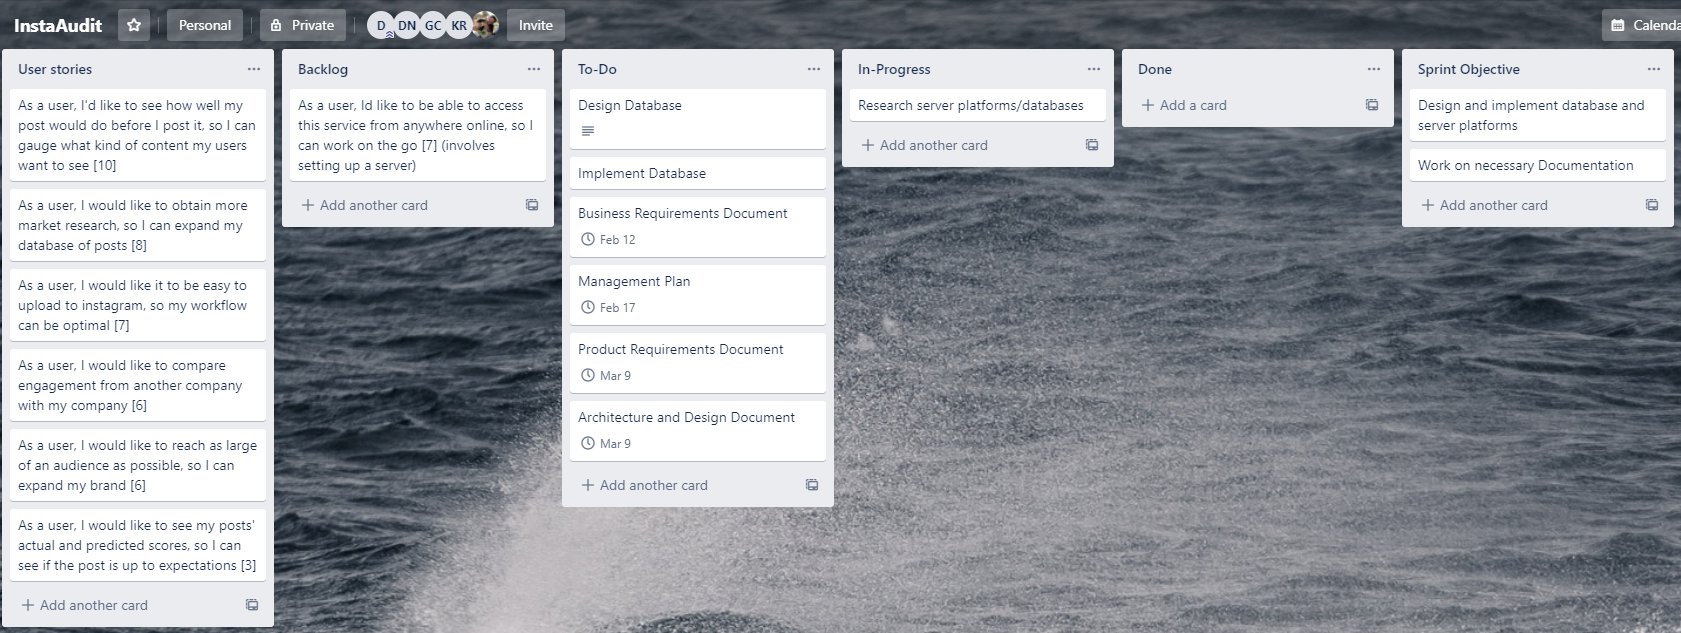 InstaAudit
Personal
Private
D
DN
GC
KR
Invite
User stories
As a user, I'd like to see how well my
post would do before I post it, so I can
gauge what kind of content my users
want to see [10]
As a user, I would like to obtain more
market research, so I can expand my
database of posts [8]
As a user, I would like it to be easy to
upload to instagram, so my workflow
can be optimal [7]
As a user, I would like to compare
engagement from another company
with my company [6]
As a user, I would like to reach as large
of an audience as possible, so I can
expand my brand [6]
As a user, I would like to see my posts'
actual and predicted scores, so I can
see if the post is up to expectations [3]
+ Add another card
Backlog
As a user, Id like to be able to access
this service from anywhere online, so I
can work on the go [7] (involves
setting up a server)
+ Add another card
To-Do
Design Database
Implement Database
Business Requirements Document
Feb 12
Management Plan
Feb 17
Product Requirements Document
Mar 9
Architecture and Design Document
Mar 9
+ Add another card
In-Progress
Research server platforms/databases
+ Add another card
Done
+ Add a card
Sprint Objective
Design and implement database and
server platforms
Work on necessary Documentation
+ Add another card
Calenda